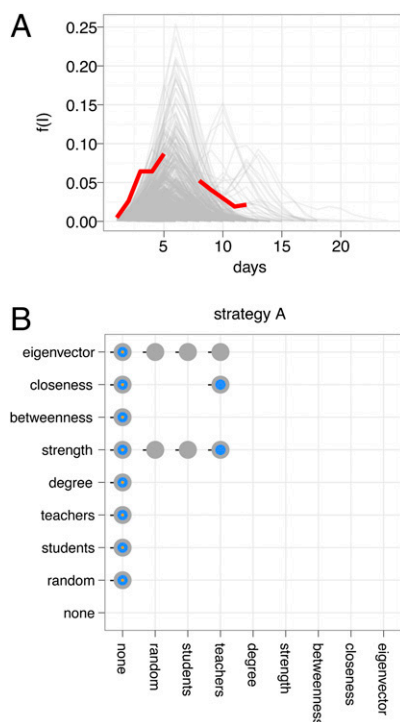 A
0.25
0.20
0.15
0.10
0.05
0.00
f(I)
5 10 15 20
days
B
strategy A
eigenvector
closeness
betweenness
strength
degree
teachers
students
random
none
none
random
students
teachers
degree
strength
betweenness
closeness
eigenvector